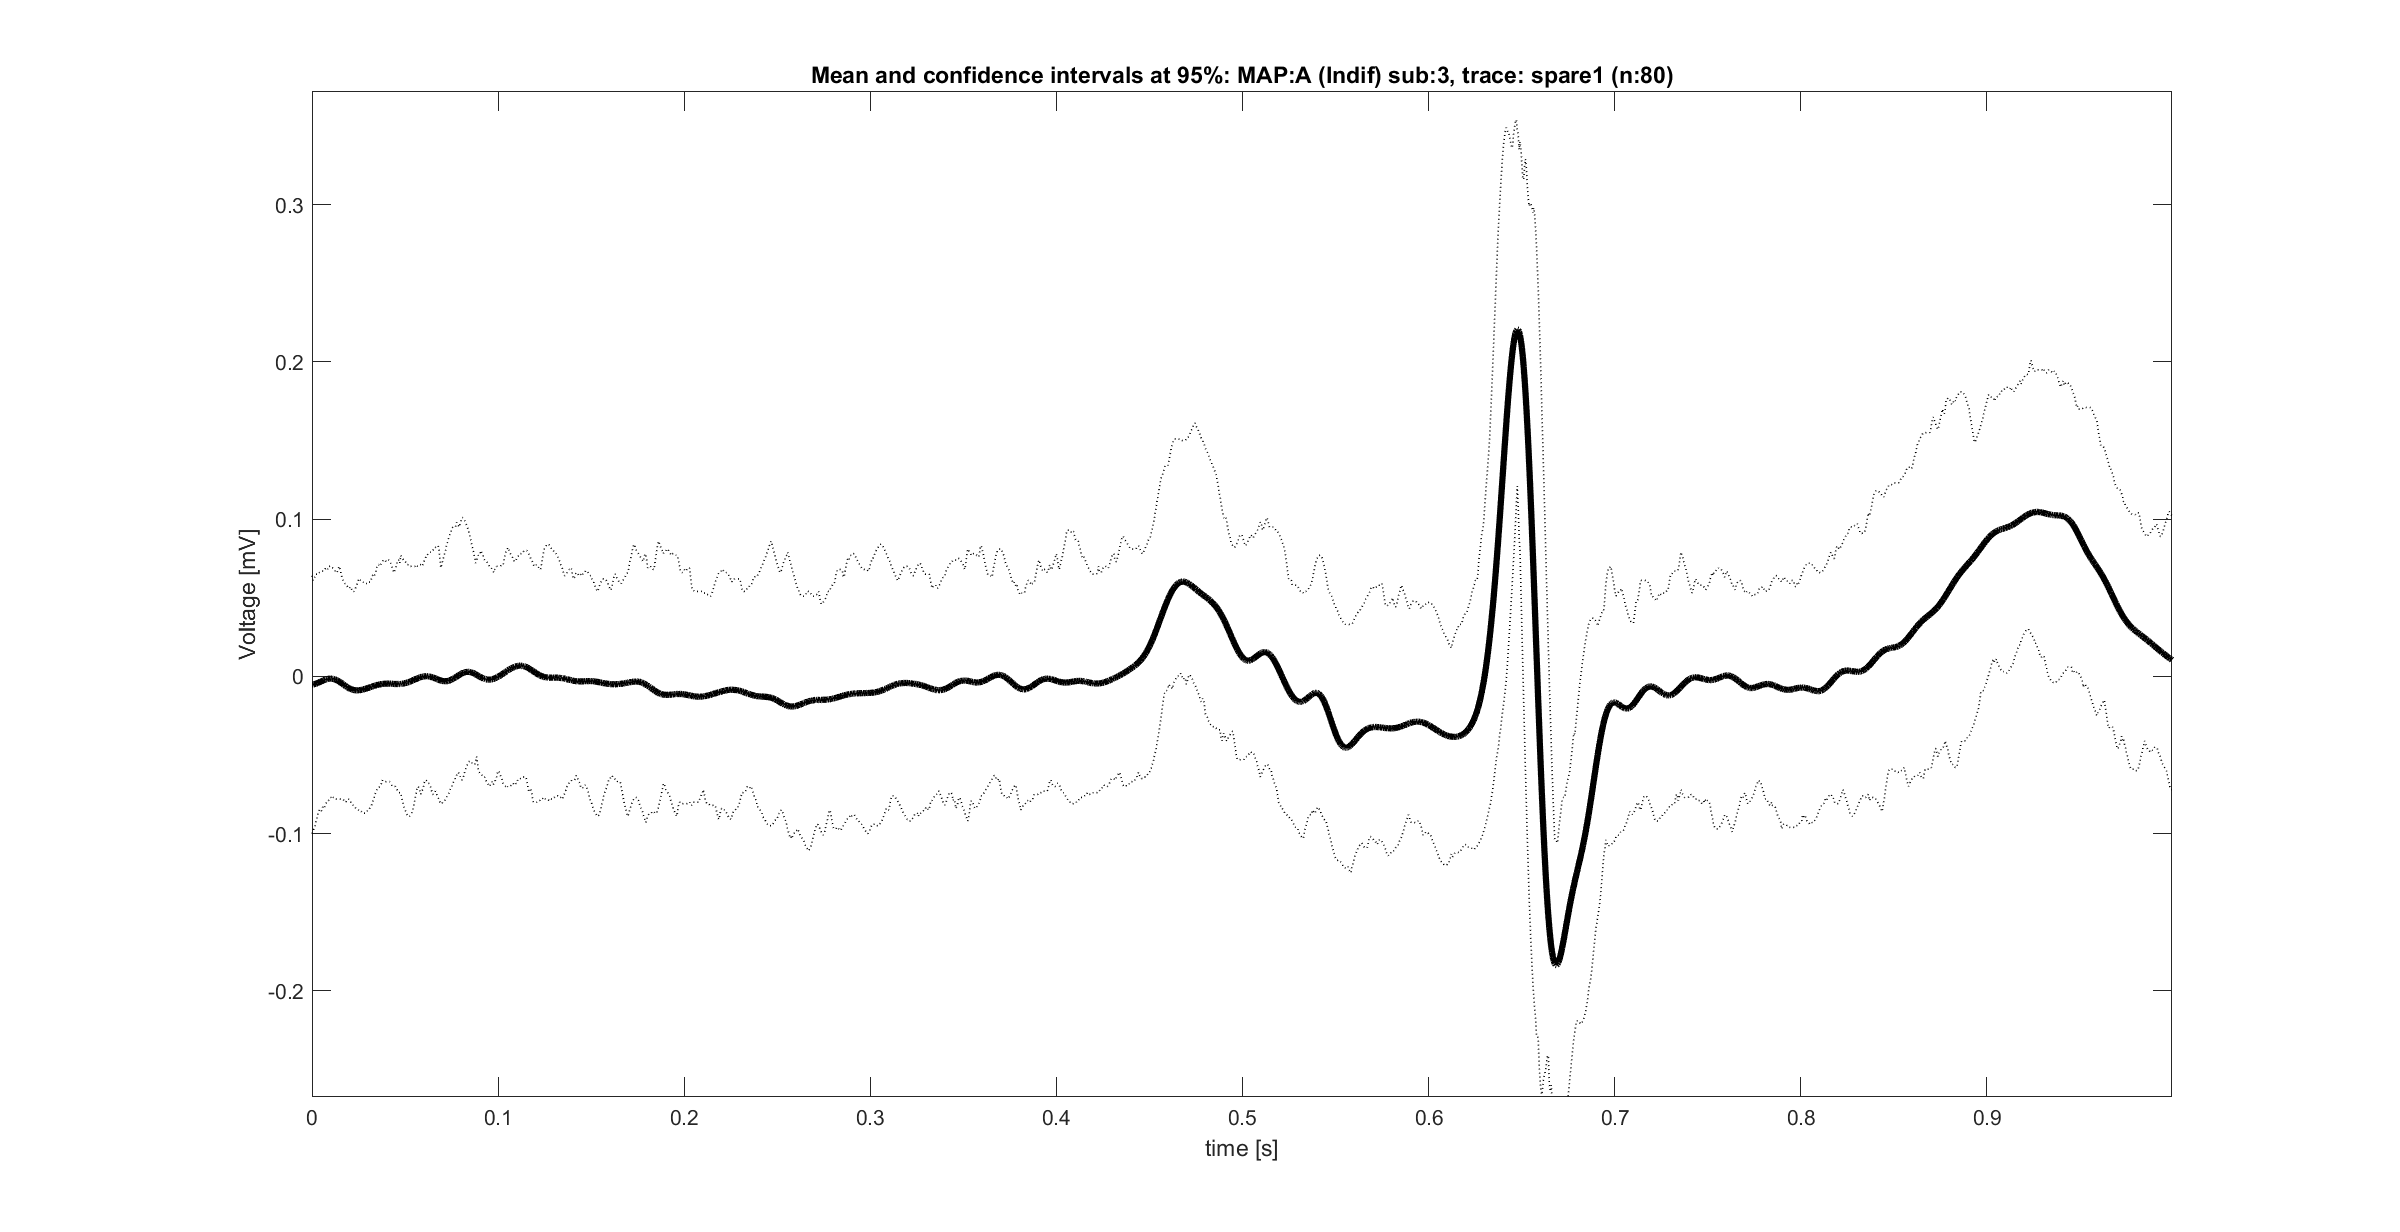 Mean and confidence intervals at 95%: MAP:A (Indif) sub:3, trace: spare1 (n:80)
Voltage [mV]
0.3
0.2
0.1
0
-0.1
-0.2
0 0.1 0.2 0.3 0.4 0.5 0.6 0.7 0.8 0.9
time [s]